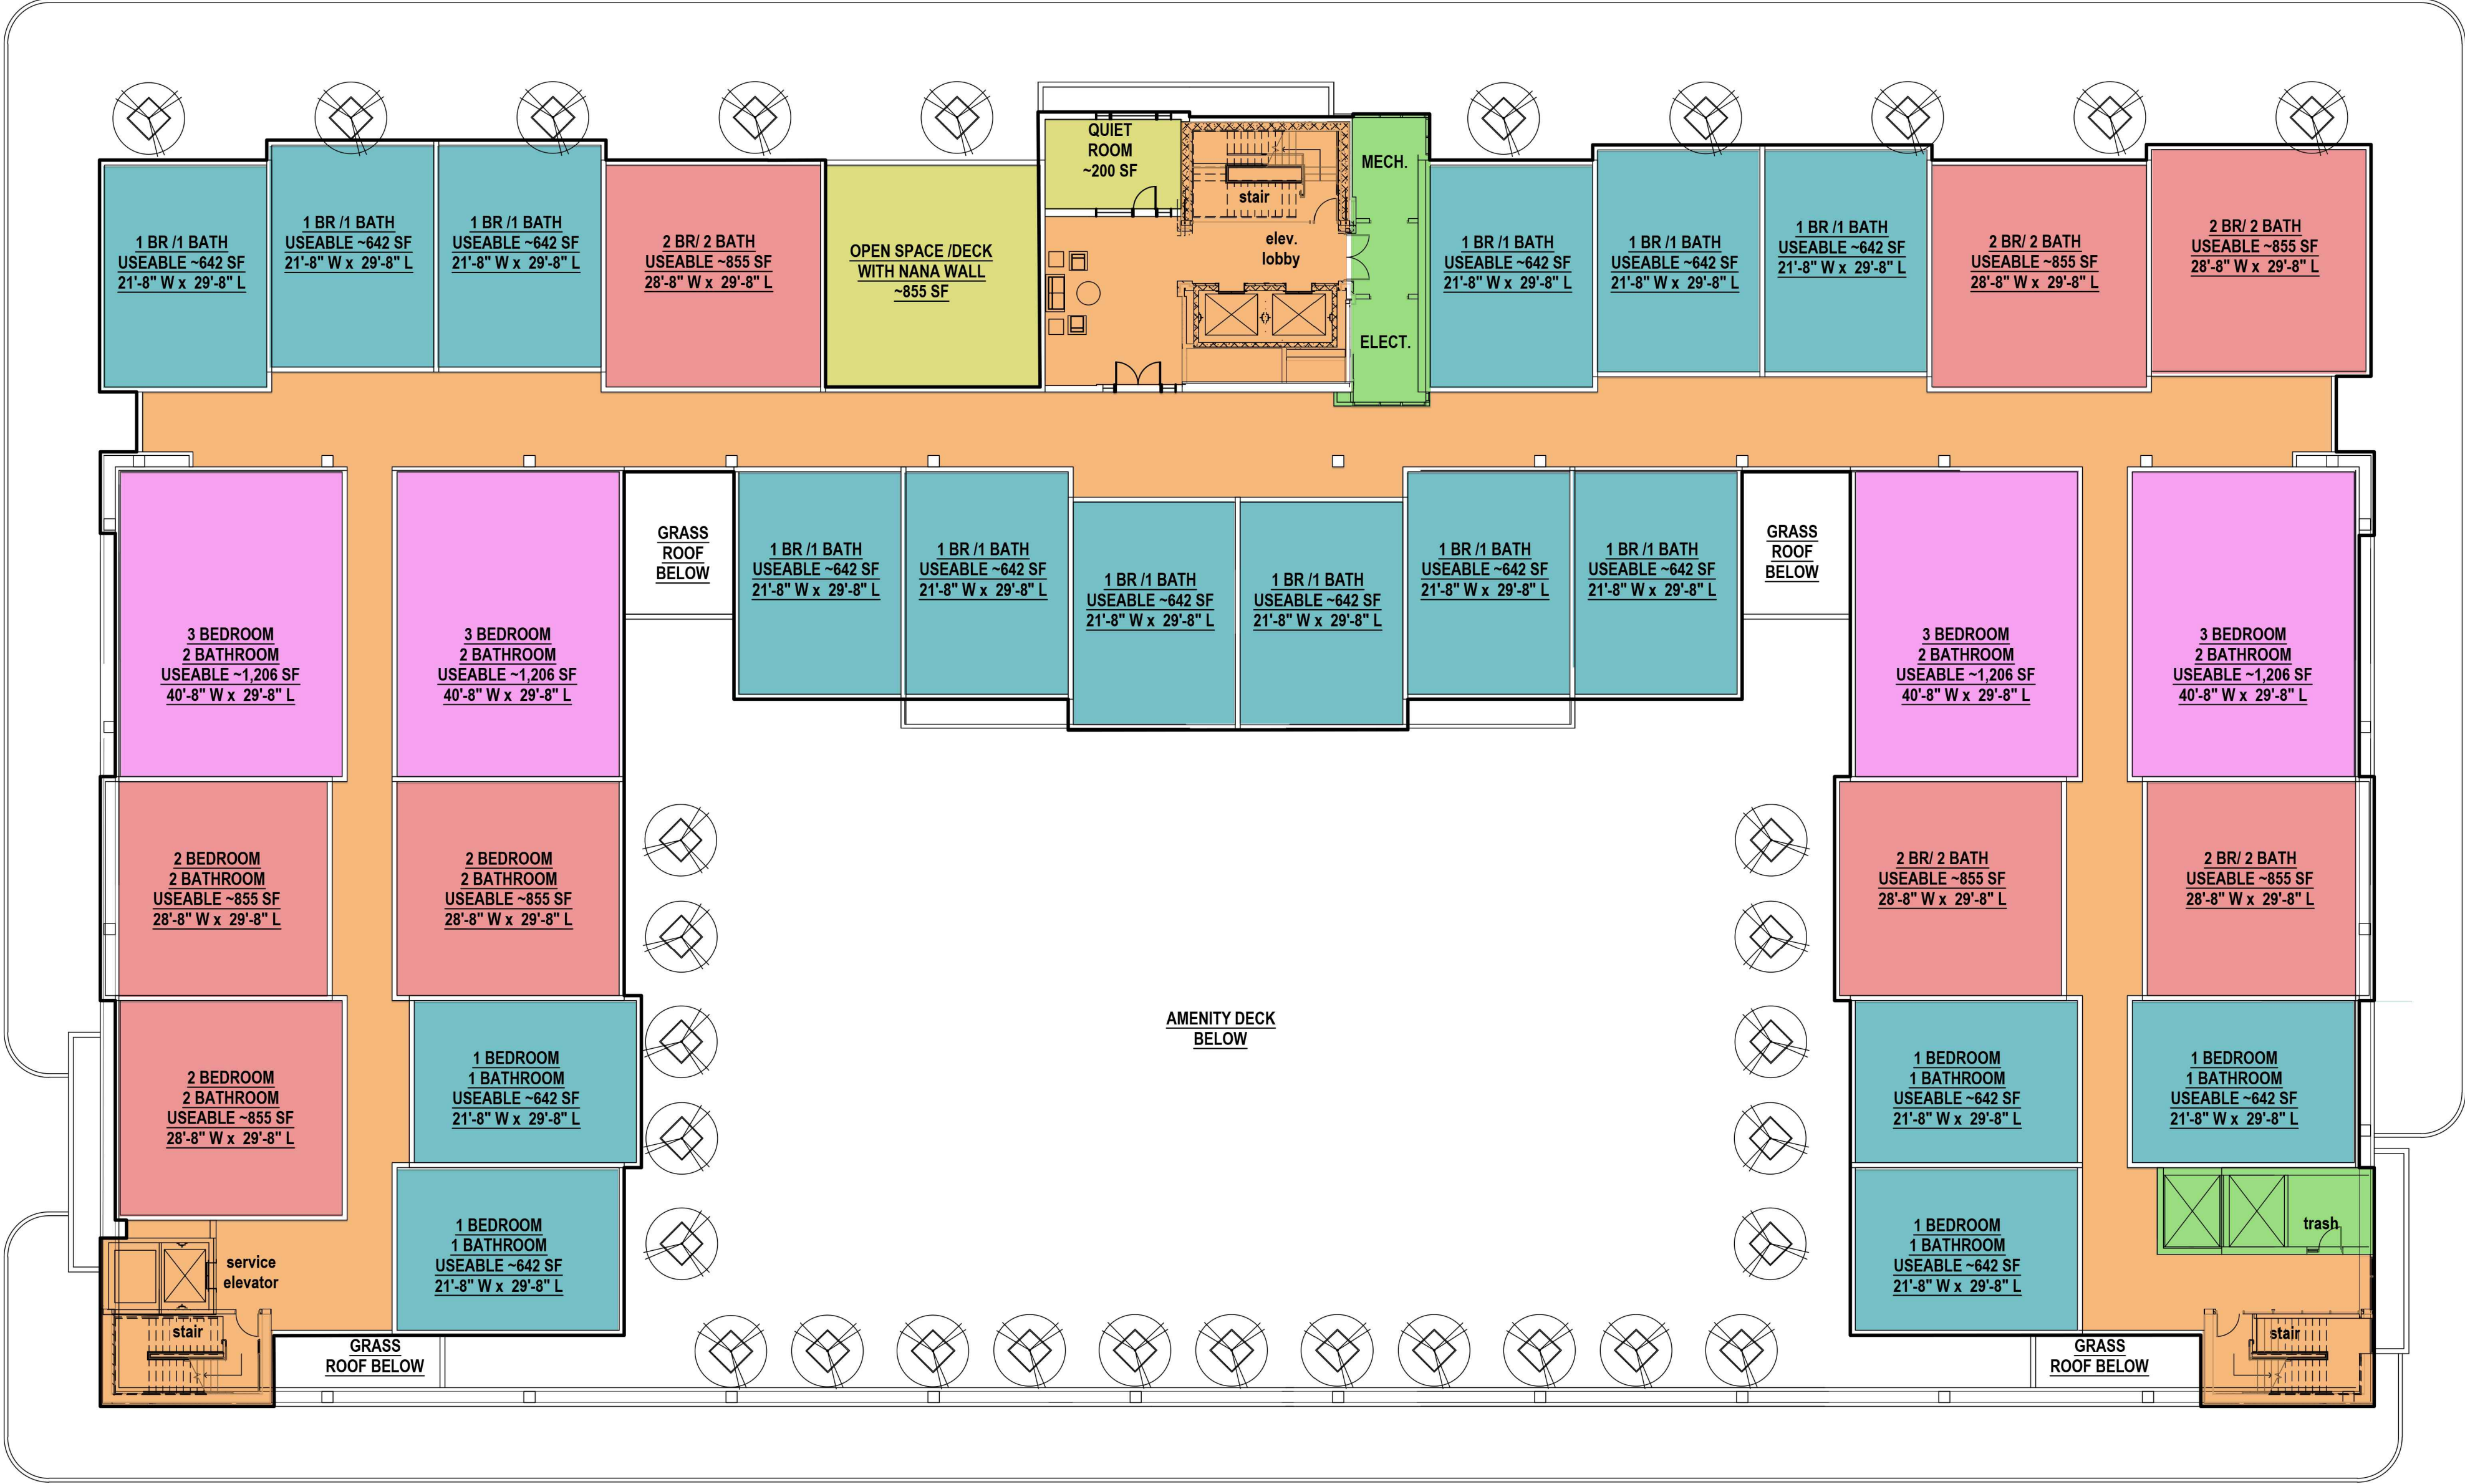 QUIET
ROOM
~200 SF
MECH.
stair
1 BR /1 BATH
USEABLE ~642 SF
21'-8" W x 29'-8" L
1 BR /1 BATH
USEABLE ~642 SF
21'-8" W x 29'-8" L
1 BR /1 BATH
USEABLE ~642 SF
21'-8" W x 29'-8" L
2 BR/ 2 BATH
USEABLE ~855 SF
28'-8" W x 29'-8" L
OPEN SPACE /DECK
WITH NANA WALL
~855 SF
elev.
lobby
ELECT.
1 BR /1 BATH
USEABLE ~642 SF
21'-8" W x 29'-8" L
1 BR /1 BATH
USEABLE ~642 SF
21'-8" W x 29'-8" L
1 BR /1 BATH
USEABLE ~642 SF
21'-8" W x 29'-8" L
2 BR/ 2 BATH
USEABLE ~855 SF
28'-8" W x 29'-8" L
2 BR/ 2 BATH
USEABLE ~855 SF
28'-8" W x 29'-8" L
3 BEDROOM
2 BATHROOM
USEABLE ~1,206 SF
40'-8" W x 29'-8" L
3 BEDROOM
2 BATHROOM
USEABLE ~1,206 SF
40'-8" W x 29'-8" L
GRASS
ROOF
BELOW
1 BR /1 BATH
USEABLE ~642 SF
21'-8" W x 29'-8" L
1 BR /1 BATH
USEABLE ~642 SF
21'-8" W x 29'-8" L
1 BR /1 BATH
USEABLE ~642 SF
21'-8" W x 29'-8" L
1 BR /1 BATH
USEABLE ~642 SF
21'-8" W x 29'-8" L
1 BR /1 BATH
USEABLE ~642 SF
21'-8" W x 29'-8" L
1 BR /1 BATH
USEABLE ~642 SF
21'-8" W x 29'-8" L
GRASS
ROOF
BELOW
3 BEDROOM
2 BATHROOM
USEABLE ~1,206 SF
40'-8" W x 29'-8" L
3 BEDROOM
2 BATHROOM
USEABLE ~1,206 SF
40'-8" W x 29'-8" L
2 BEDROOM
2 BATHROOM
USEABLE ~855 SF
28'-8" W x 29'-8" L
2 BEDROOM
2 BATHROOM
USEABLE ~855 SF
28'-8" W x 29'-8" L
2 BR/ 2 BATH
USEABLE ~855 SF
28'-8" W x 29'-8" L
2 BR/ 2 BATH
USEABLE ~855 SF
28'-8" W x 29'-8" L
AMENITY DECK
BELOW
2 BEDROOM
2 BATHROOM
USEABLE ~855 SF
28'-8" W x 29'-8" L
1 BEDROOM
1 BATHROOM
USEABLE ~642 SF
21'-8" W x 29'-8" L
1 BEDROOM
1 BATHROOM
USEABLE ~642 SF
21'-8" W x 29'-8" L
1 BEDROOM
1 BATHROOM
USEABLE ~642 SF
21'-8" W x 29'-8" L
service
elevator
1 BEDROOM
1 BATHROOM
USEABLE ~642 SF
21'-8" W x 29'-8" L
1 BEDROOM
1 BATHROOM
USEABLE ~642 SF
21'-8" W x 29'-8" L
trash
stair
GRASS
ROOF BELOW
GRASS
ROOF BELOW
stair